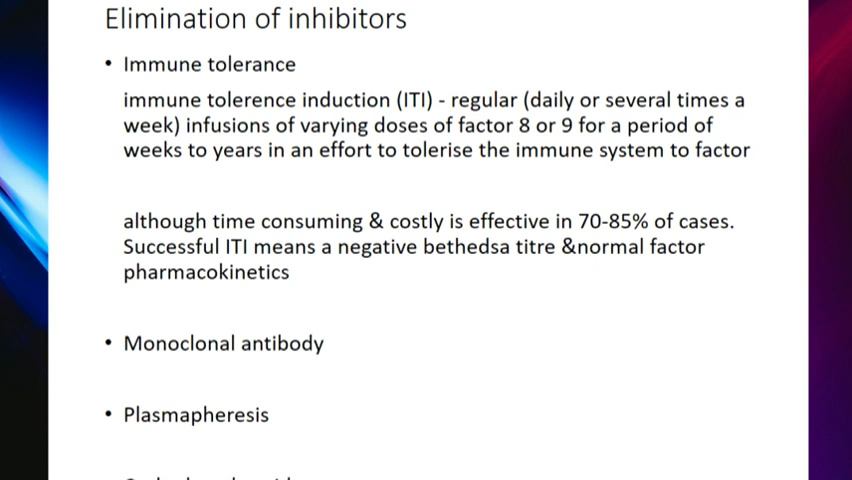 Elimination of inhibitors
• Immune tolerance
immune tolerence induction (ITI) - regular (daily or several times a
week) infusions of varying doses of factor 8 or 9 for a period of
weeks to years in an effort to tolerise the immune system to factor
although time consuming & costly is effective in 70-85% of cases.
Successful ITI means a negative bethedsa titre &normal factor
pharmacokinetics
• Monoclonal antibody
• Plasmapheresis